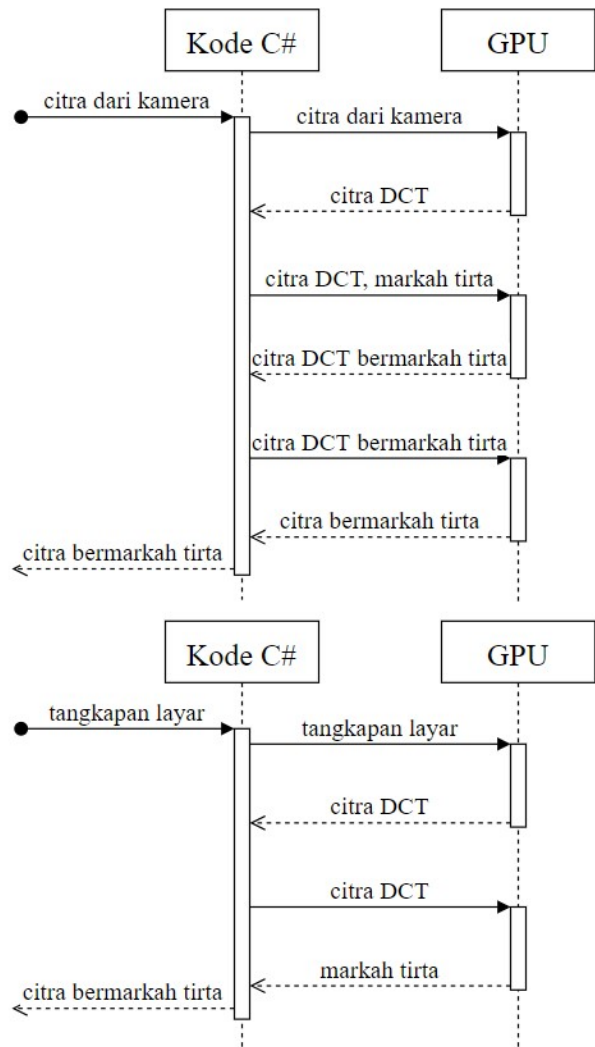 Kode C#
GPU
citra dari kamera
citra dari kamera
citra DCT
citra DCT, markah tirta
citra DCT bermarkah tirta
citra DCT bermarkah tirta
citra bermarkah tirta
citra bermarkah tirta
Kode C#
GPU
tangkapan layar
tangkapan layar
citra DCT
citra DCT
markah tirta
citra bermarkah tirta